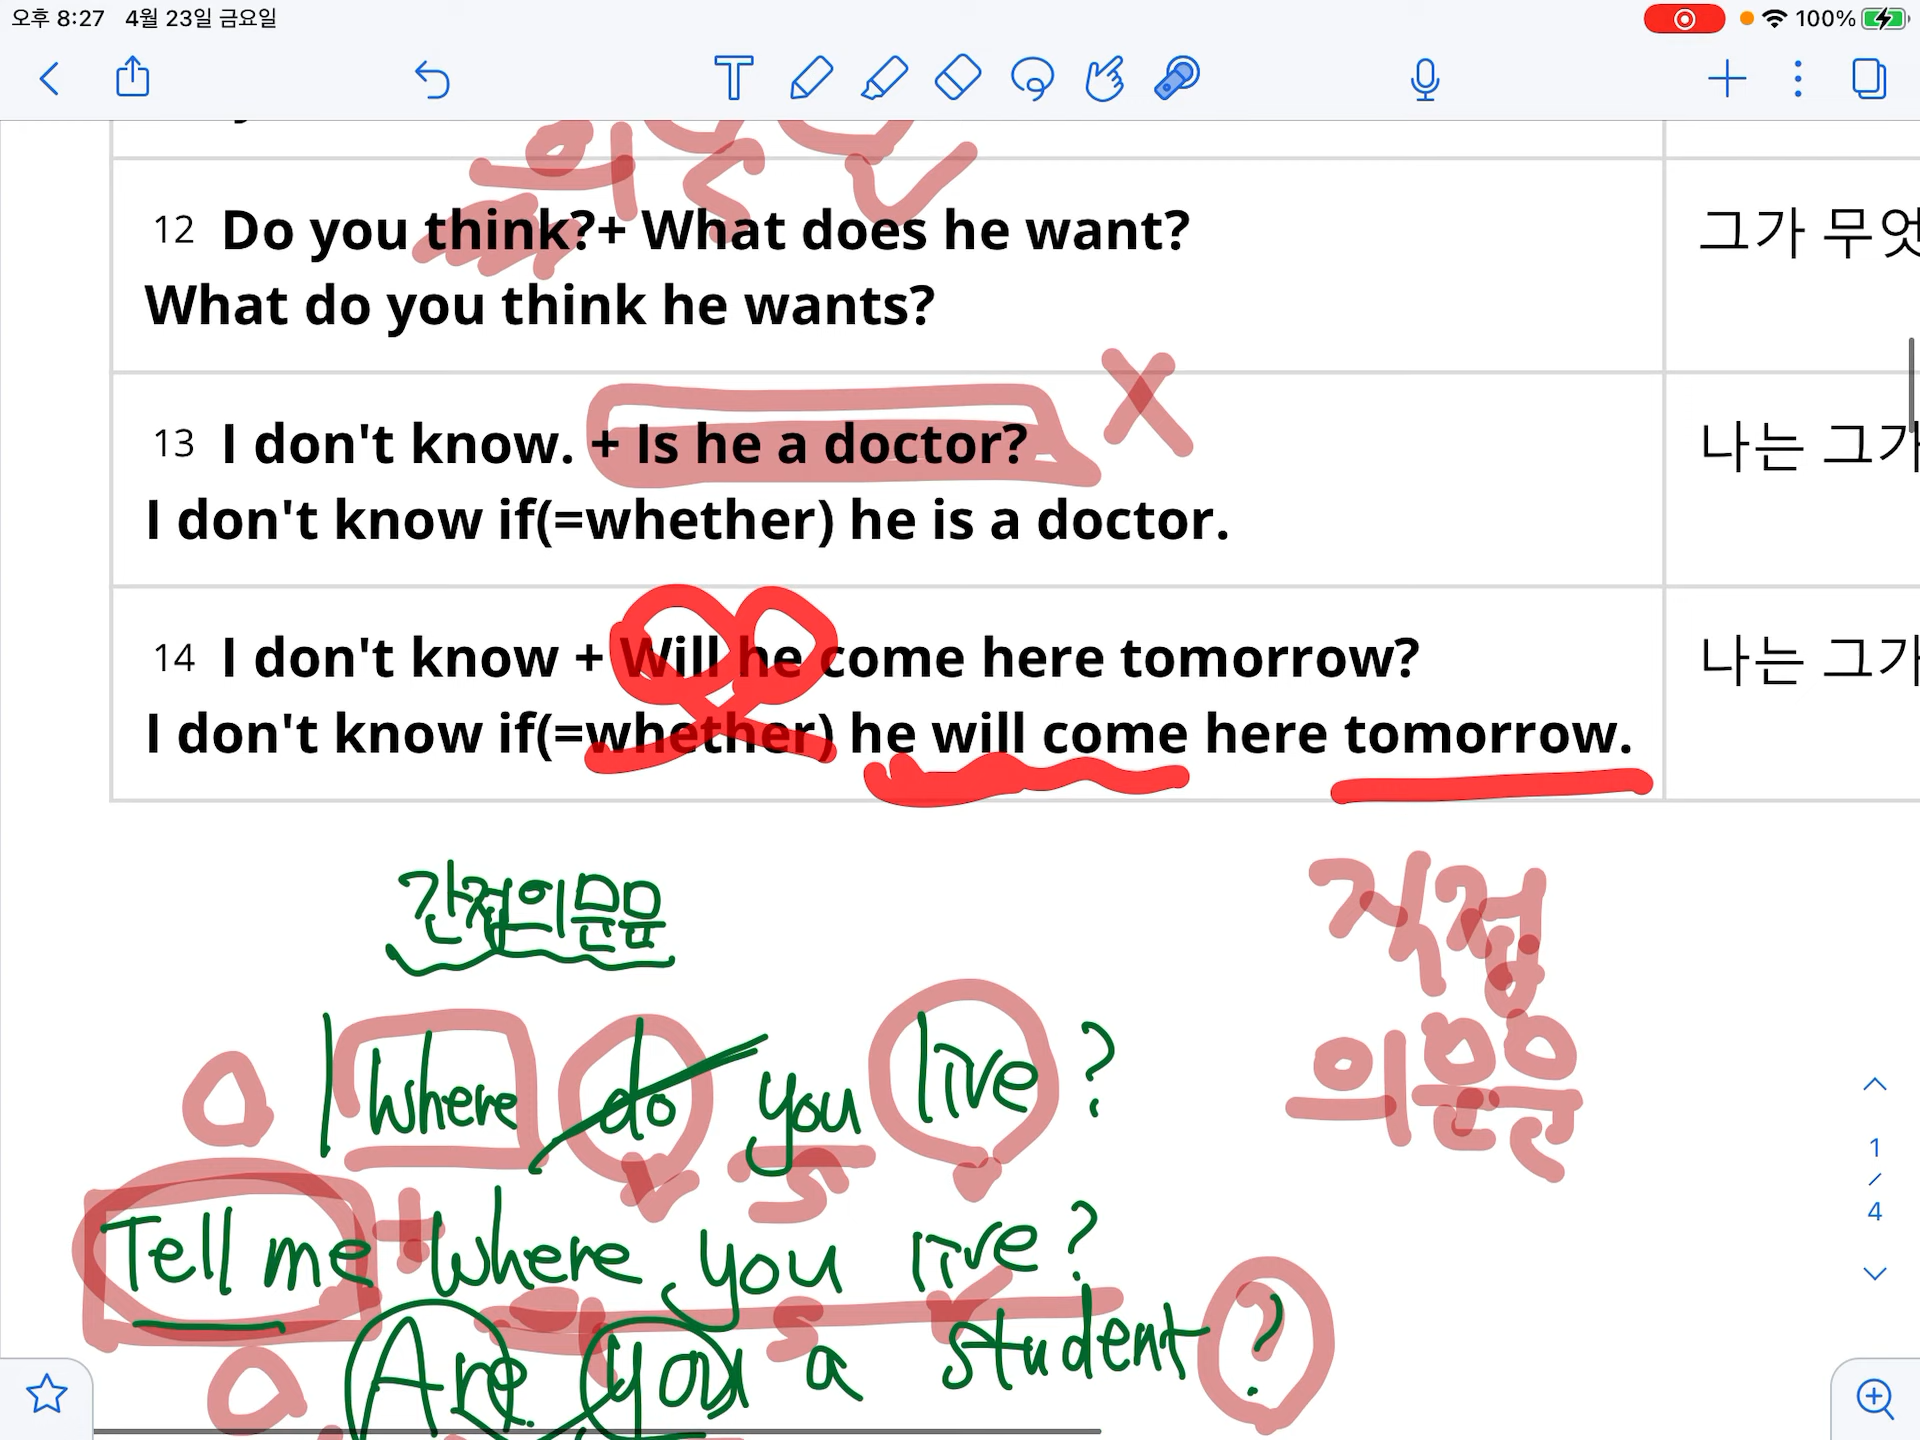 오후 8:27 4월 23일 금요일
100%
의 S V
12 Do you think?+ What does he want?
What do you think he wants?
그가 무엇
13 I don't know. + Is he a doctor?
I don't know if(=whether) he is a doctor.
나는 그가
14 I don't know + Will he come here tomorrow?
I don't know if(=whether) he will come here tomorrow.
나는 그가
간접의문문
직접
의문문
Where do you live?
V S V
Tell me + where you live?
의 S V
Are you a student?
1
/
4